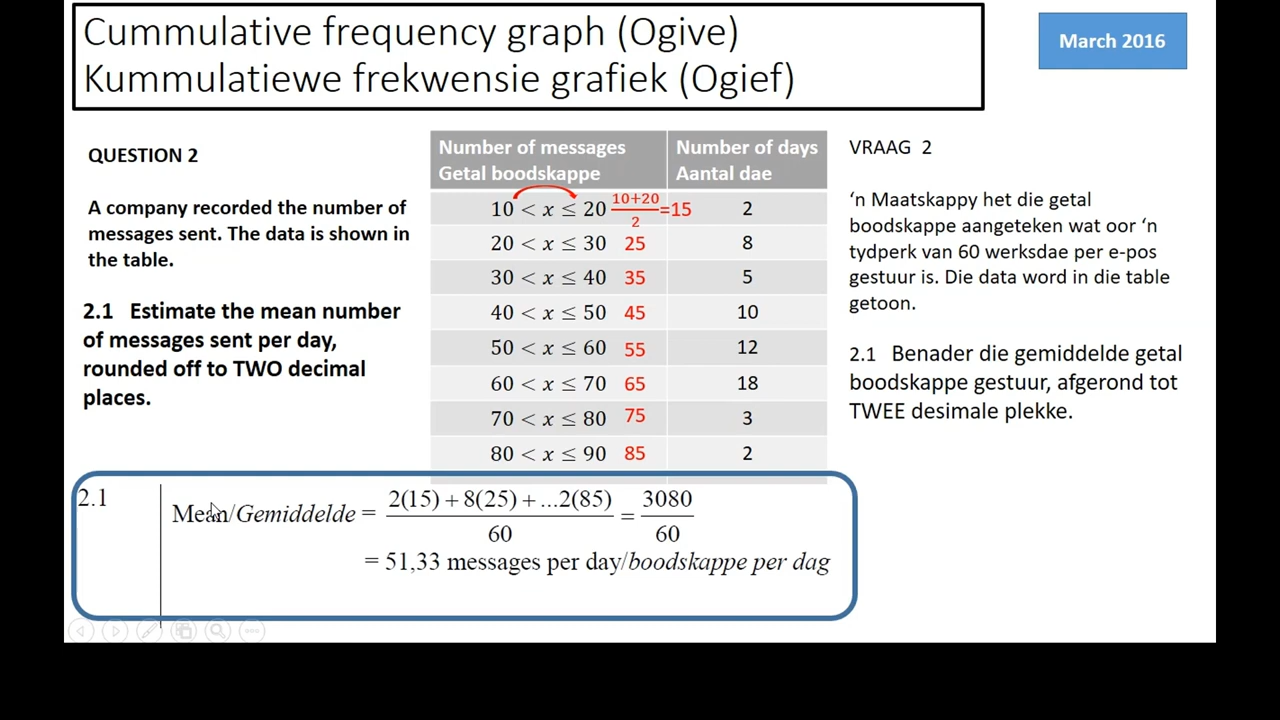 Cummulative frequency graph (Ogive)
Kummulatiewe frekwensie grafiek (Ogief)
March 2016
QUESTION 2
A company recorded the number of
messages sent. The data is shown in
the table.
2.1 Estimate the mean number
of messages sent per day,
rounded off to TWO decimal
places.
Number of messages Number of days
Getal boodskappe Aantal dae
10 < x ≤ 20 (10+20)/2 =15 2
20 < x ≤ 30 25 8
30 < x ≤ 40 35 5
40 < x ≤ 50 45 10
50 < x ≤ 60 55 12
60 < x ≤ 70 65 18
70 < x ≤ 80 75 3
80 < x ≤ 90 85 2
VRAAG 2
‘n Maatskappy het die getal
boodskappe aangeteken wat oor ‘n
tydperk van 60 werksdae per e-pos
gestuur is. Die data word in die table
getoon.
2.1 Benader die gemiddelde getal
boodskappe gestuur, afgerond tot
TWEE desimale plekke.
2.1
Mean/Gemiddelde = (2(15) + 8(25) + ...2(85))/60 = 3080/60
= 51,33 messages per day/boodskappe per dag